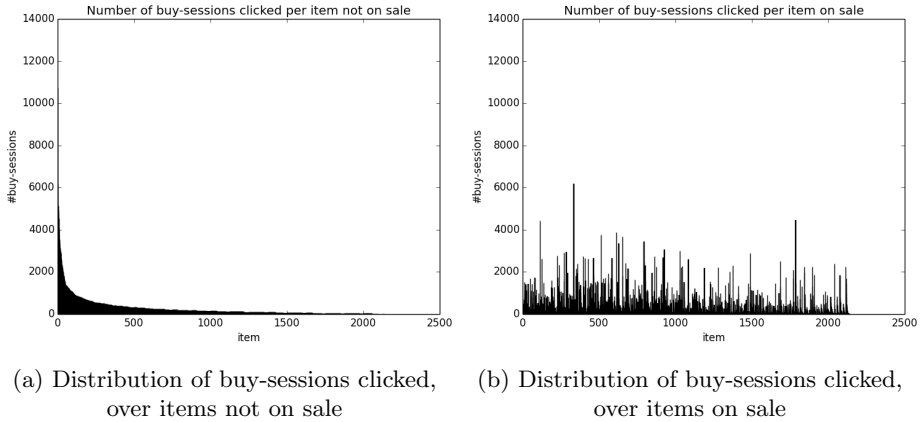 Number of buy-sessions clicked per item not on sale
14000
12000
10000
8000
6000
4000
2000
0
#buy-sessions
0 500 1000 1500 2000 2500
item
(a) Distribution of buy-sessions clicked,
over items not on sale
Number of buy-sessions clicked per item on sale
14000
12000
10000
8000
6000
4000
2000
0
#buy-sessions
0 500 1000 1500 2000 2500
item
(b) Distribution of buy-sessions clicked,
over items on sale